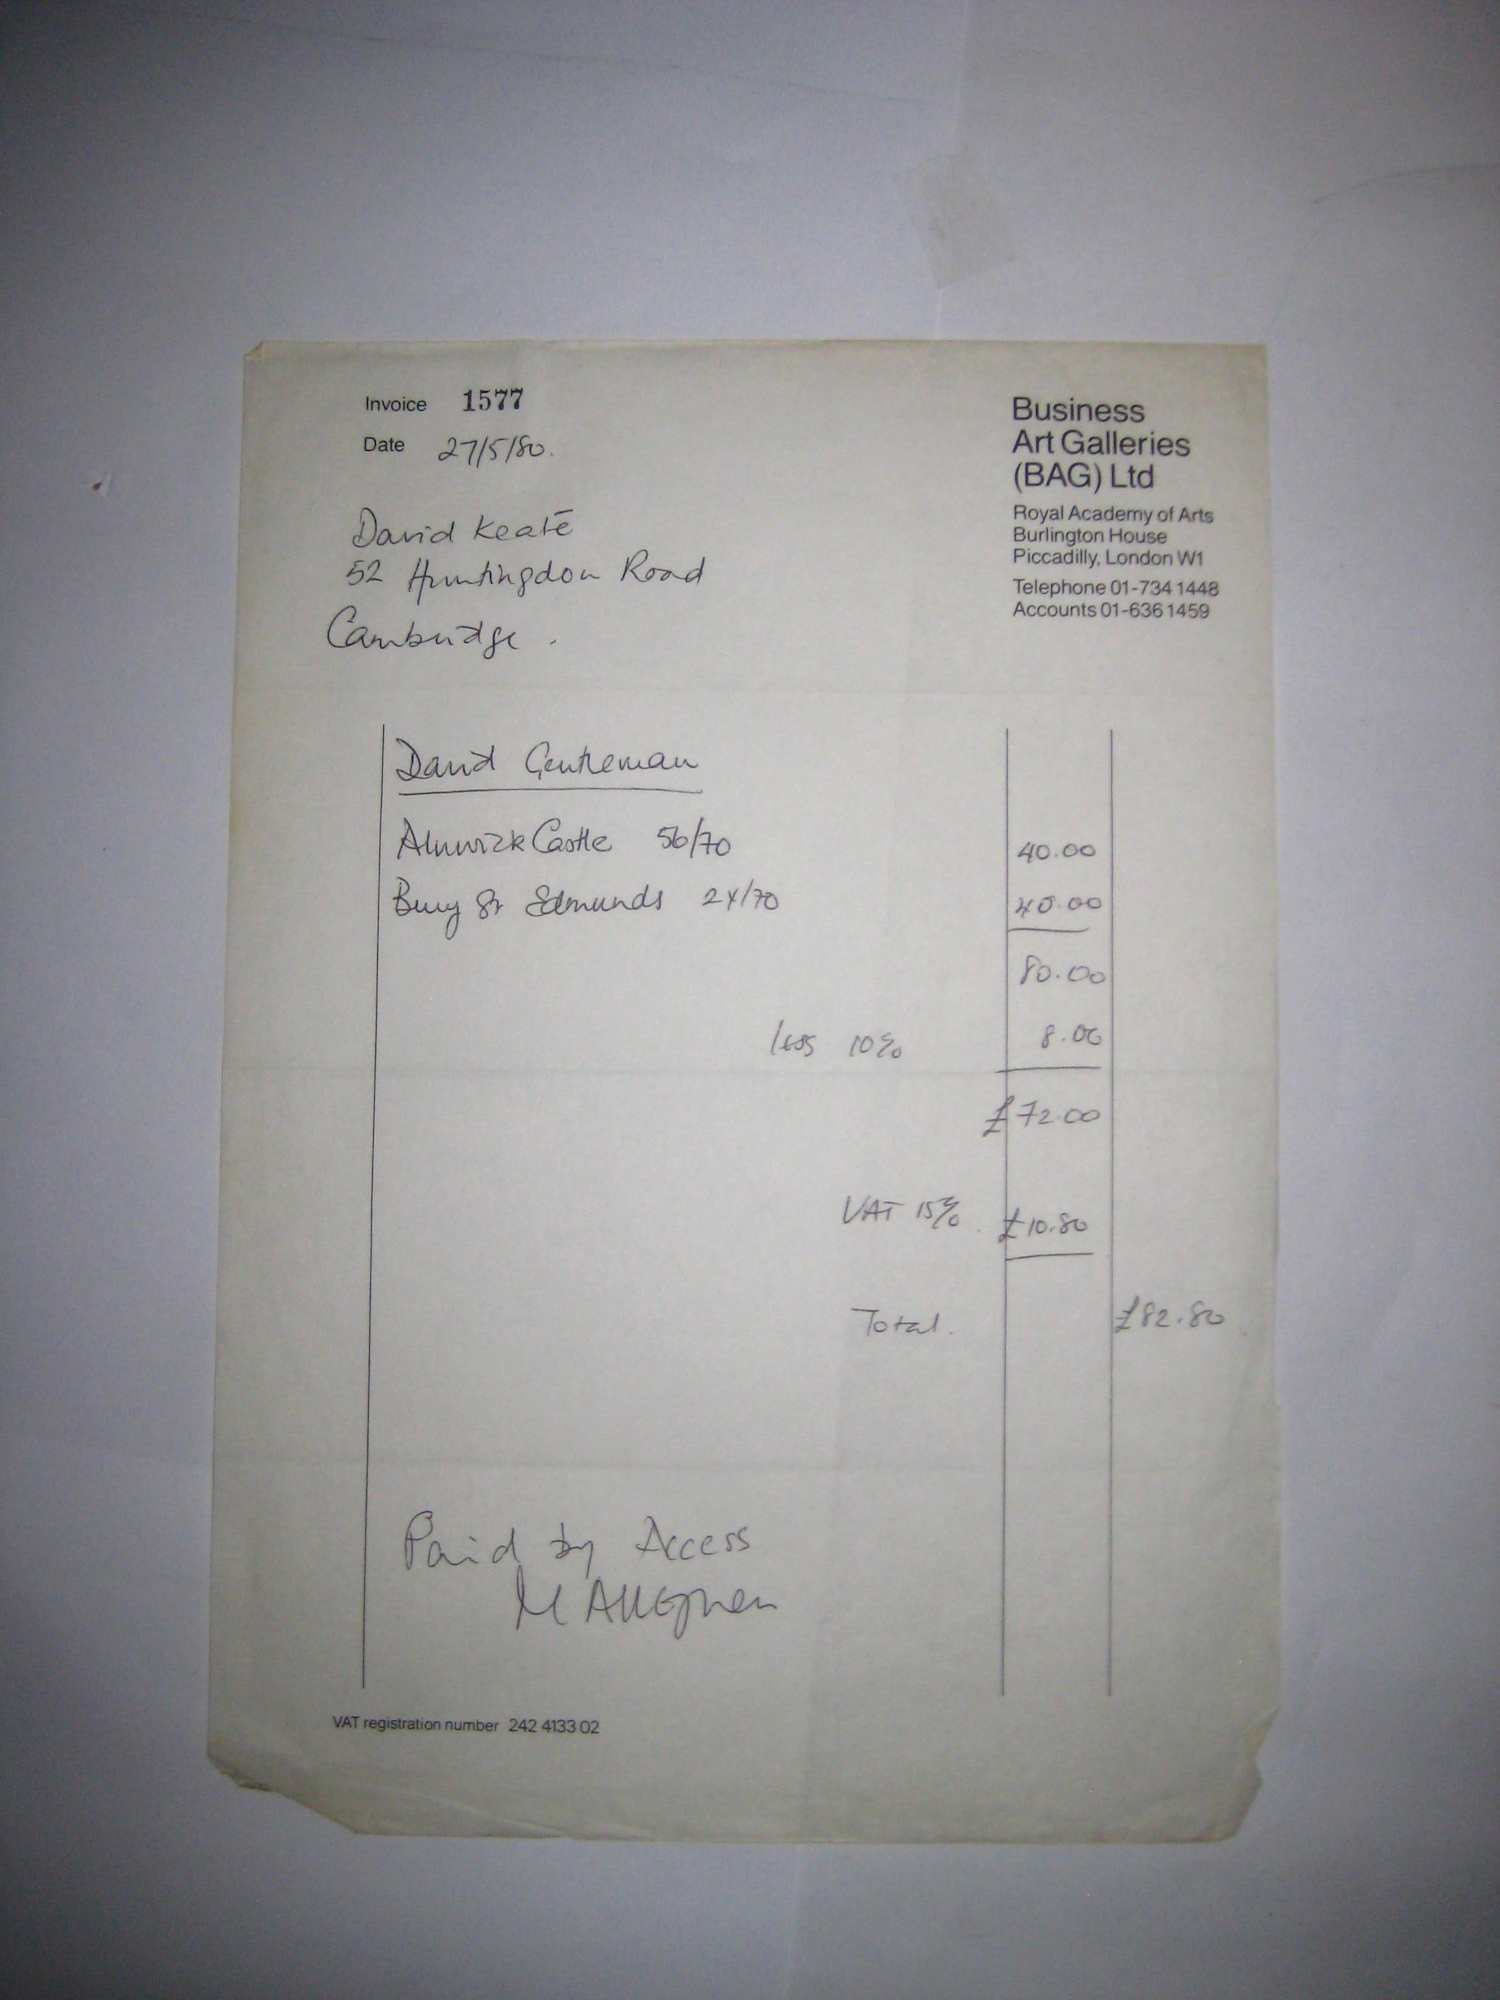 Invoice 1577
Date 27/5/80.
Business
Art Galleries
(BAG) Ltd
Royal Academy of Arts
Burlington House
Piccadilly, London W1
Telephone 01-734 1448
Accounts 01-636 1459
David Keate
52 Huntingdon Road
Cambridge.
David Gentleman
Alnwick Castle 56/70 40.00
Bury St Edmunds 24/70 40.00
80.00
less 10% 8.00
£72.00
VAT 15% £10.80
Total. £82.80
Paid by Access
VAT registration number 242 4133 02